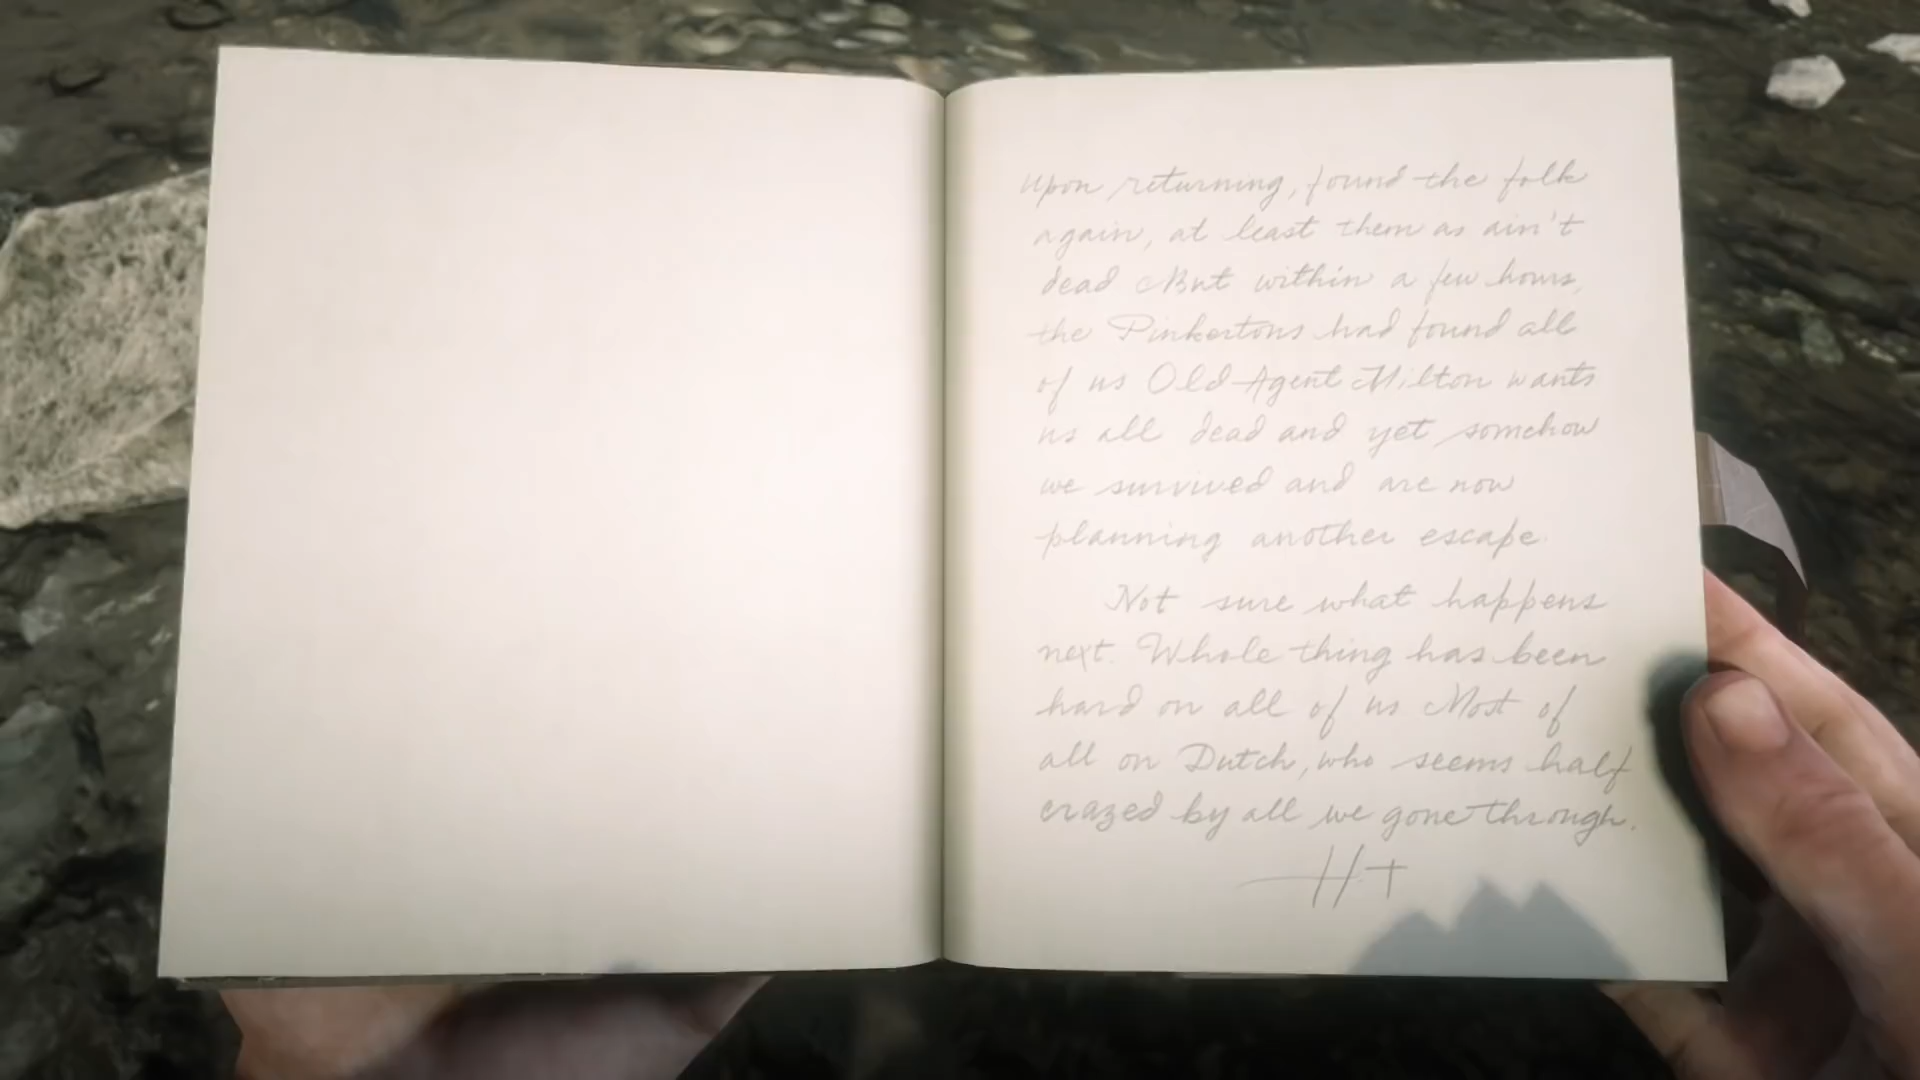 Upon returning, found the folk
again, at least them as ain't
dead But within a few hours,
the Pinkertons had found all
of us Old Agent Milton wants
us all dead and yet somehow
we survived and are now
planning another escape.
Not sure what happens
next. Whole thing has been
hard on all of us Most of
all on Dutch, who seems half
crazed by all we gone through.